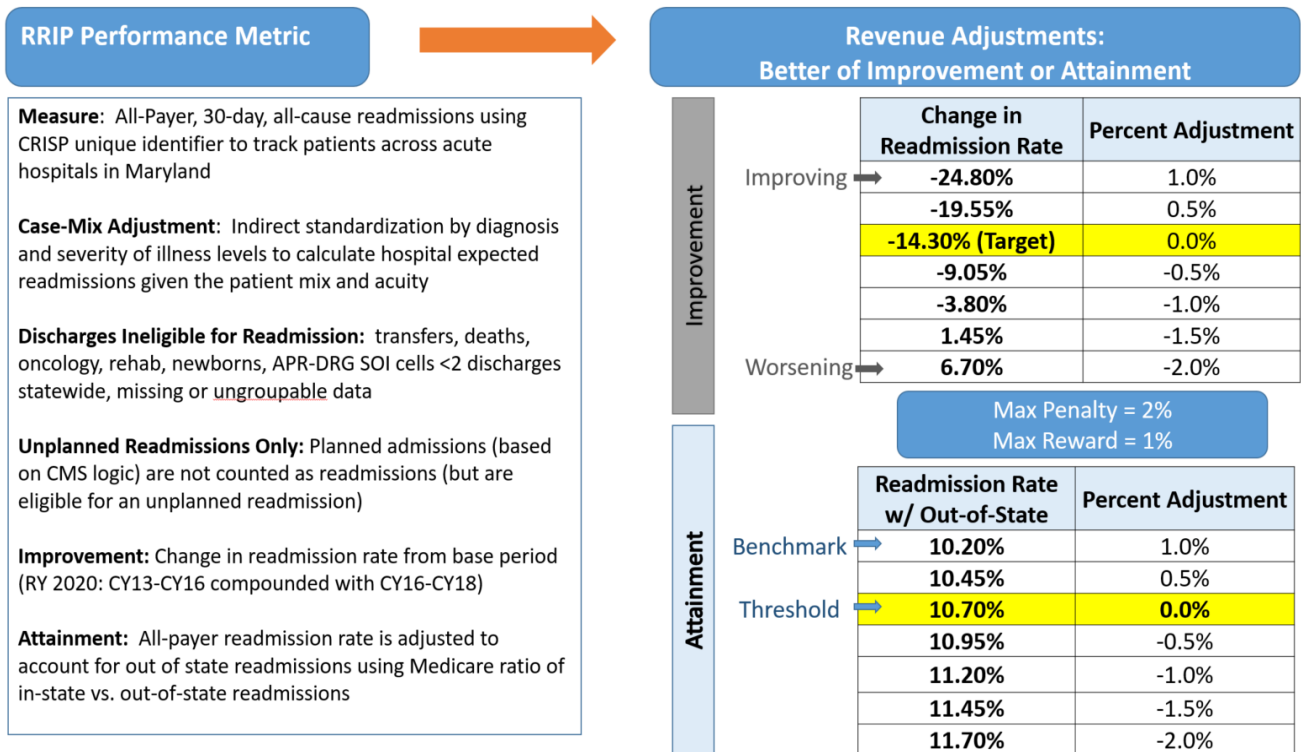 RRIP Performance Metric
Measure: All-Payer, 30-day, all-cause readmissions using
CRISP unique identifier to track patients across acute
hospitals in Maryland
Case-Mix Adjustment: Indirect standardization by diagnosis
and severity of illness levels to calculate hospital expected
readmissions given the patient mix and acuity
Discharges Ineligible for Readmission: transfers, deaths,
oncology, rehab, newborns, APR-DRG SOI cells <2 discharges
statewide, missing or ungroupable data
Unplanned Readmissions Only: Planned admissions (based
on CMS logic) are not counted as readmissions (but are
eligible for an unplanned readmission)
Improvement: Change in readmission rate from base period
(RY 2020: CY13-CY16 compounded with CY16-CY18)
Attainment: All-payer readmission rate is adjusted to
account for out of state readmissions using Medicare ratio of
in-state vs. out-of-state readmissions
Revenue Adjustments:
Better of Improvement or Attainment
Improvement
Change in
Readmission Rate
Percent Adjustment
Improving -24.80% 1.0%
-19.55% 0.5%
-14.30% (Target) 0.0%
-9.05% -0.5%
-3.80% -1.0%
1.45% -1.5%
Worsening 6.70% -2.0%
Max Penalty = 2%
Max Reward = 1%
Attainment
Readmission Rate
w/ Out-of-State
Percent Adjustment
Benchmark 10.20% 1.0%
10.45% 0.5%
Threshold 10.70% 0.0%
10.95% -0.5%
11.20% -1.0%
11.45% -1.5%
11.70% -2.0%